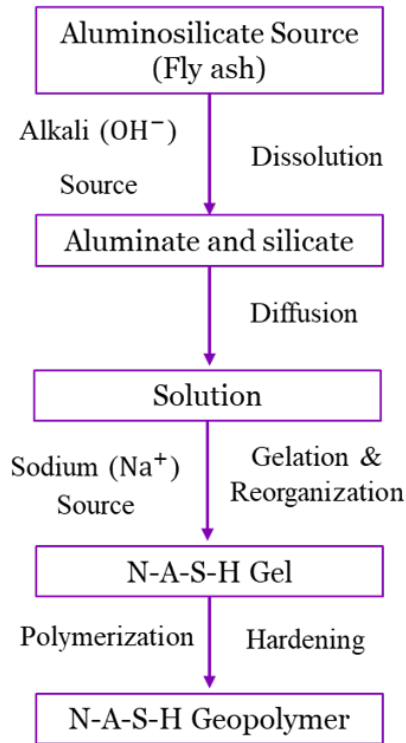 Aluminosilicate Source
(Fly ash)
Alkali (OH⁻)
Source
Dissolution
Aluminate and silicate
Diffusion
Solution
Sodium (Na⁺)
Source
Gelation &
Reorganization
N-A-S-H Gel
Polymerization
Hardening
N-A-S-H Geopolymer